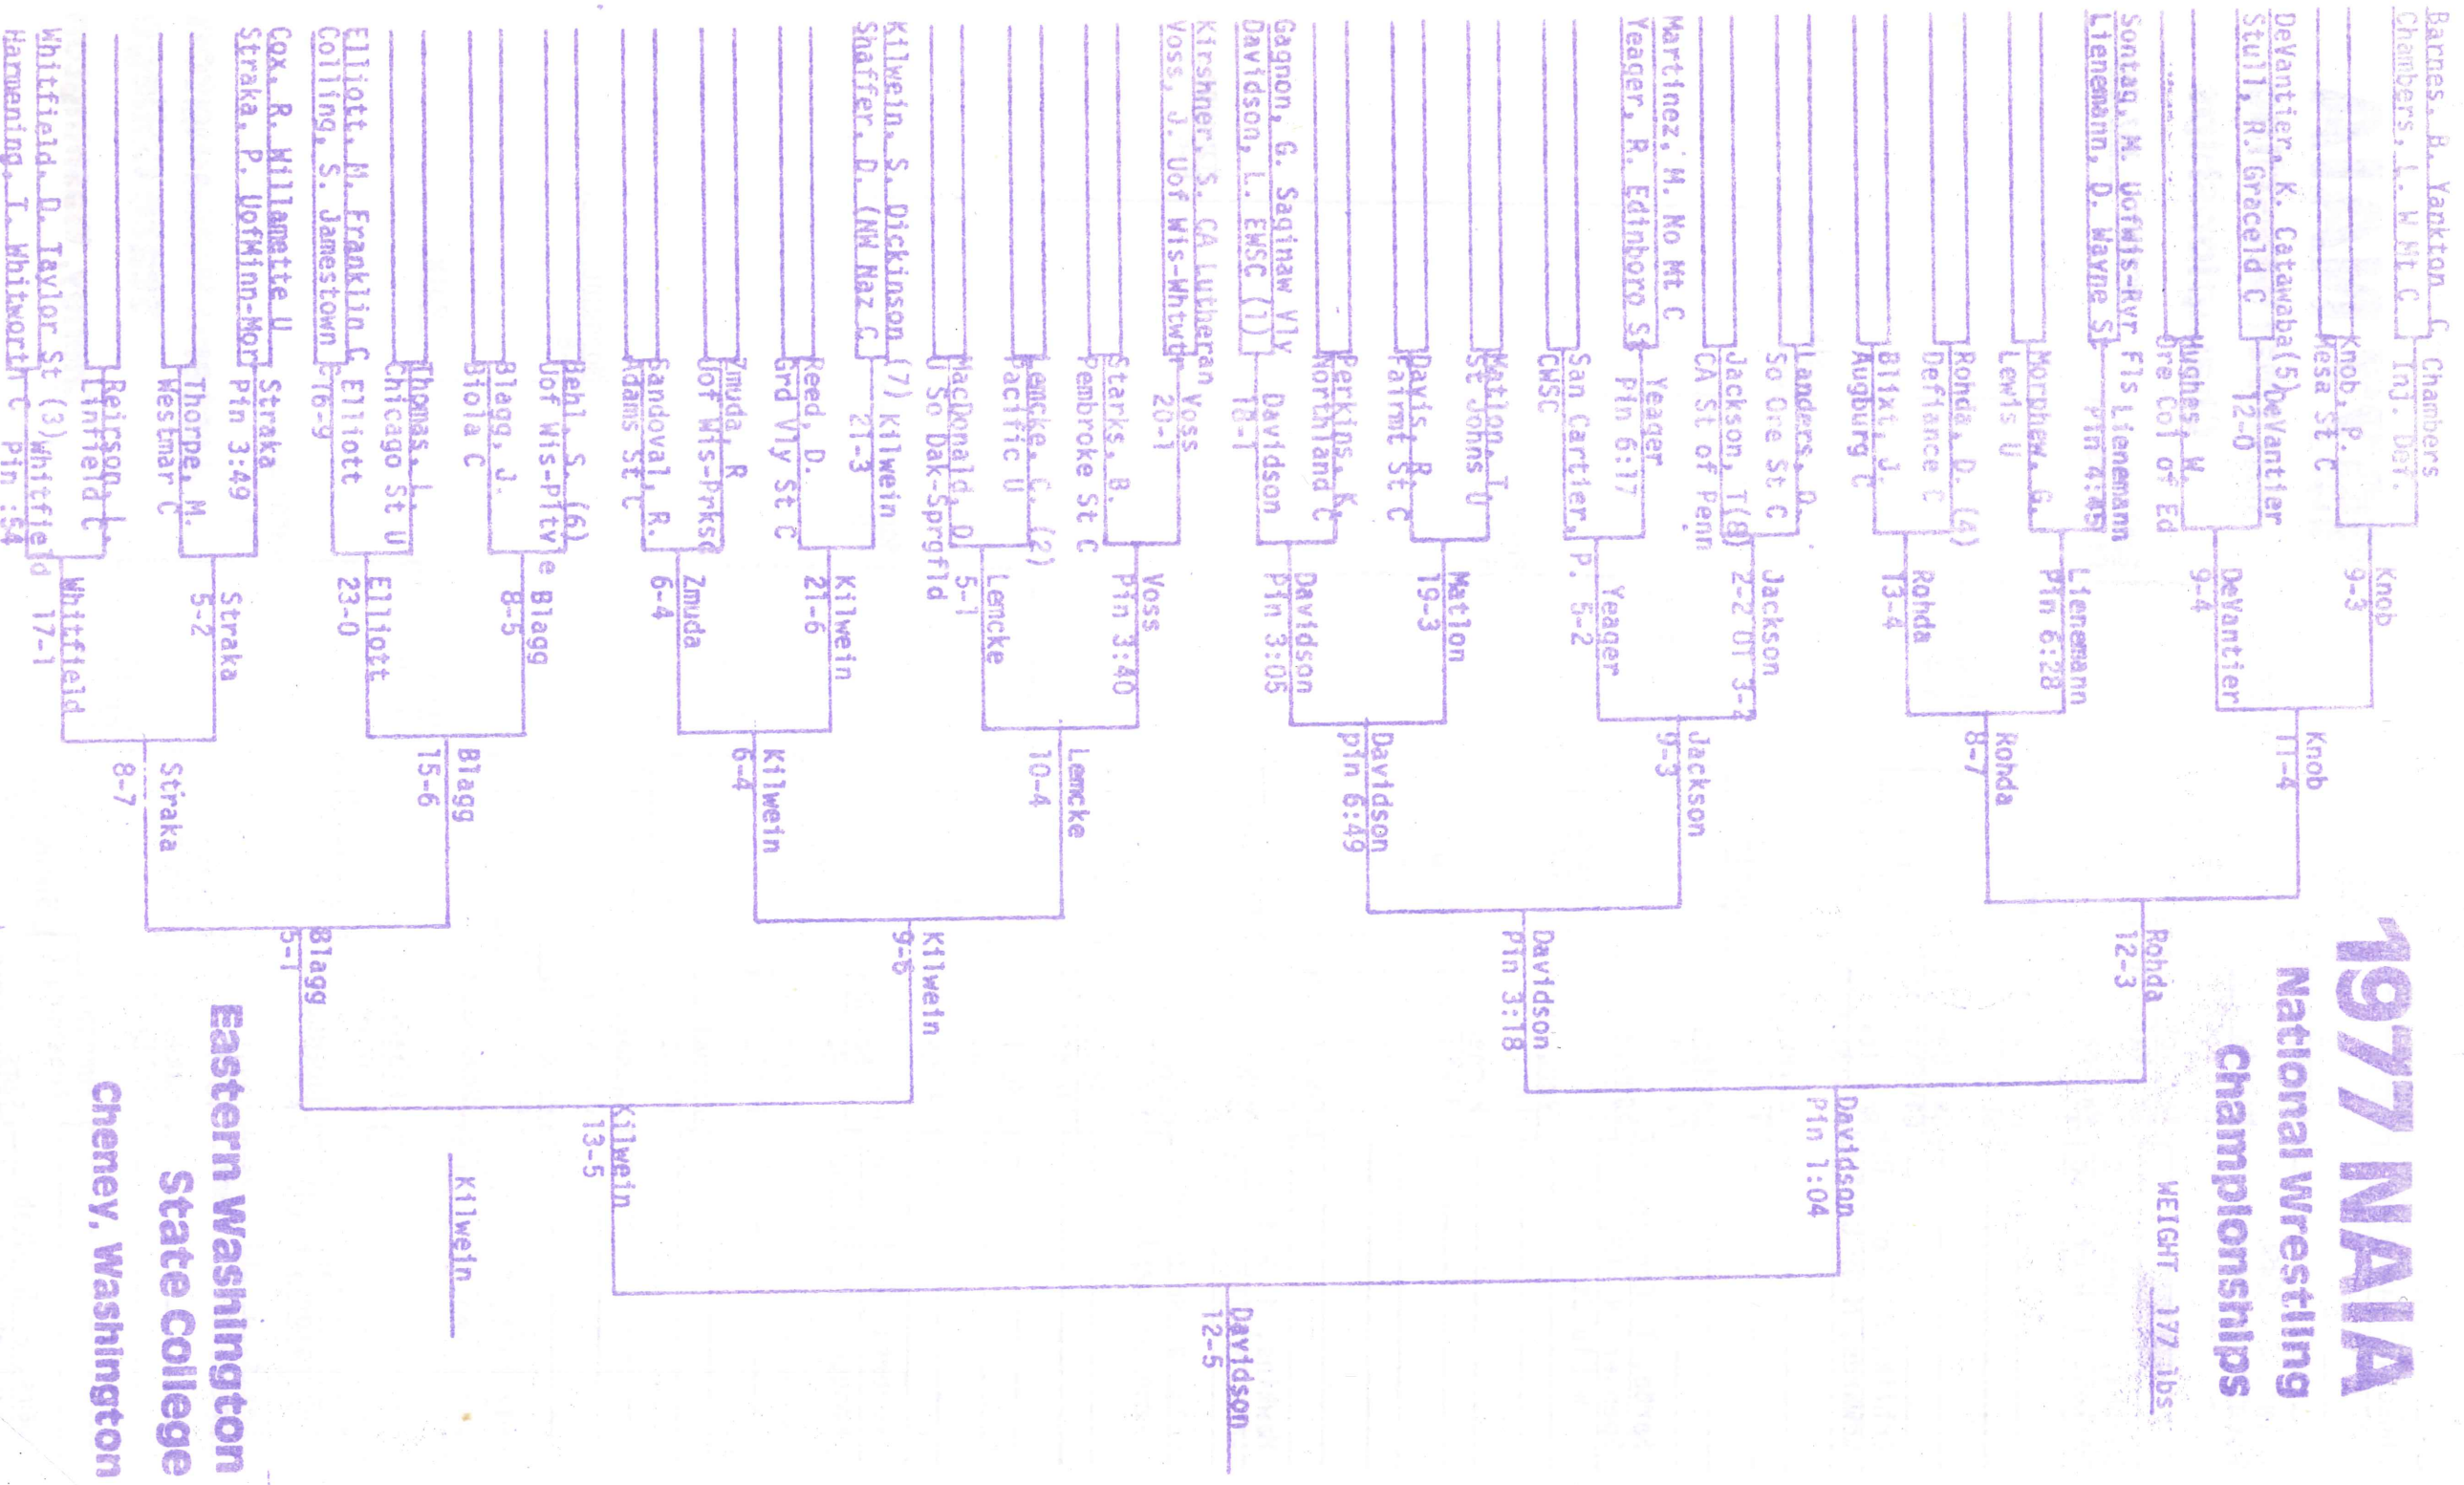 1977 NAIA
National Wrestling
Championships
WEIGHT 177 lbs
Barnes, B. Yankton C
Chambers, L. W Mt C
DeVantier, K. Catawaba(5)
Stull, R. Graceld C
Sontag, M. UofWis-Rvr Fls
Lienemann, D. Wayne St
Martinez, M. No Mt C
Yeager, R. Edinboro St
Gagnon, G. Saginaw Vly
Davidson, L. EWSC (1)
Kirshner, S. CA Lutheran
Voss, J. Uof Wis-Whtwtr
Kilwein, S. Dickinson (7)
Shaffer, D. (NW Naz C
Elliott, M. Franklin C
Colling, S. Jamestown
Cox, R. Willamette U
Straka, P. UofMinn-Mor
Whitfield, D. Taylor St (3)
Harmening, T. Whitworth C
Chambers
Inj. Def.
Knob, P.
Mesa St C
DeVantier
12-0
Hughes, W.
Ore Col of Ed
Lienemann
Pin 4:45
Morphew, G.
Lewis U
Rohda, D. (4)
Defiance C
Blixt, J.
Augburg C
Landers, D.
So Ore St C
Jackson, T(8)
CA St of Penn
Yeager
Pin 6:17
San Cartier, P.
CWSC
Matlon, T.
St Johns U
Davis, R.
Fairmt St C
Perkins, K.
Northland C
Davidson
18-1
Voss
20-1
Starks, B.
Pembroke St C
Lemcke, C. (2)
Pacific U
MacDonald, D
U So Dak-Sprgfld
Kilwein
21-3
Reed, D.
Grd Vly St C
Zmuda, R
Uof Wis-Prksd
Sandoval, R.
Adams St C
Behl, S. (6)
Uof Wis-Pltvle
Blagg, J.
Biola C
Thomas, L.
Chicago St U
Elliott
16-9
Straka
Pin 3:49
Thorpe, M.
Westmar C
Reierson, L.
Linfield C.
Whitfield
Pin :54
Knob
9-3
DeVantier
9-4
Lienemann
Pin 6:28
Rohda
13-4
Jackson
2-2 OT 3-2
Yeager
5-2
Matlon
19-3
Davidson
Pin 3:05
Voss
Pin 3:40
Lemcke
5-1
Kilwein
21-6
Zmuda
6-4
Blagg
8-5
Elliott
23-0
Straka
5-2
Whitfield
17-1
Knob
11-4
Rohda
8-7
Jackson
9-3
Davidson
Pin 6:49
Lemcke
10-4
Kilwein
6-4
Blagg
15-6
Straka
8-7
Rohda
12-3
Davidson
Pin 3:18
Kilwein
9-6
Blagg
5-1
Davidson
Pin 1:04
Kilwein
13-5
Davidson
12-5
Kilwein
Eastern Washington
State College
Cheney, Washington